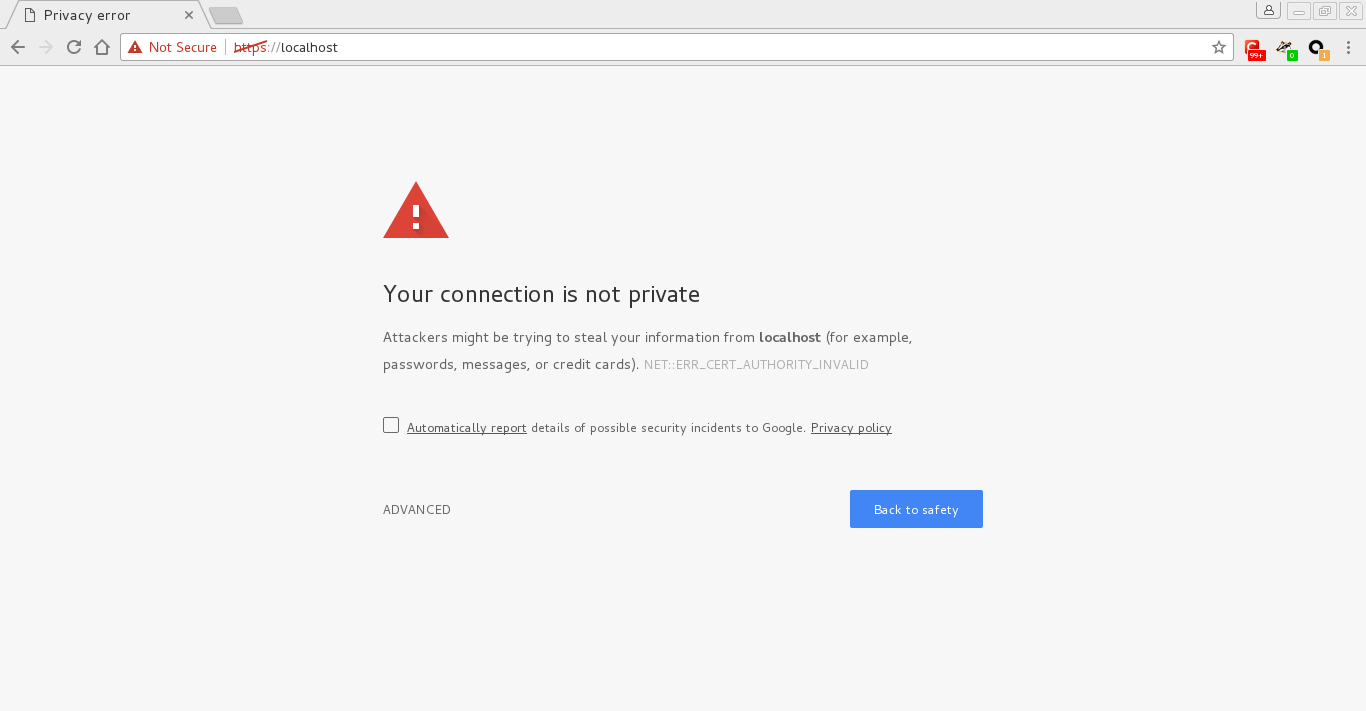 Privacy error
Not Secure https://localhost
99+ 0 1
Your connection is not private
Attackers might be trying to steal your information from localhost (for example,
passwords, messages, or credit cards). NET::ERR_CERT_AUTHORITY_INVALID
Automatically report details of possible security incidents to Google. Privacy policy
ADVANCED Back to safety